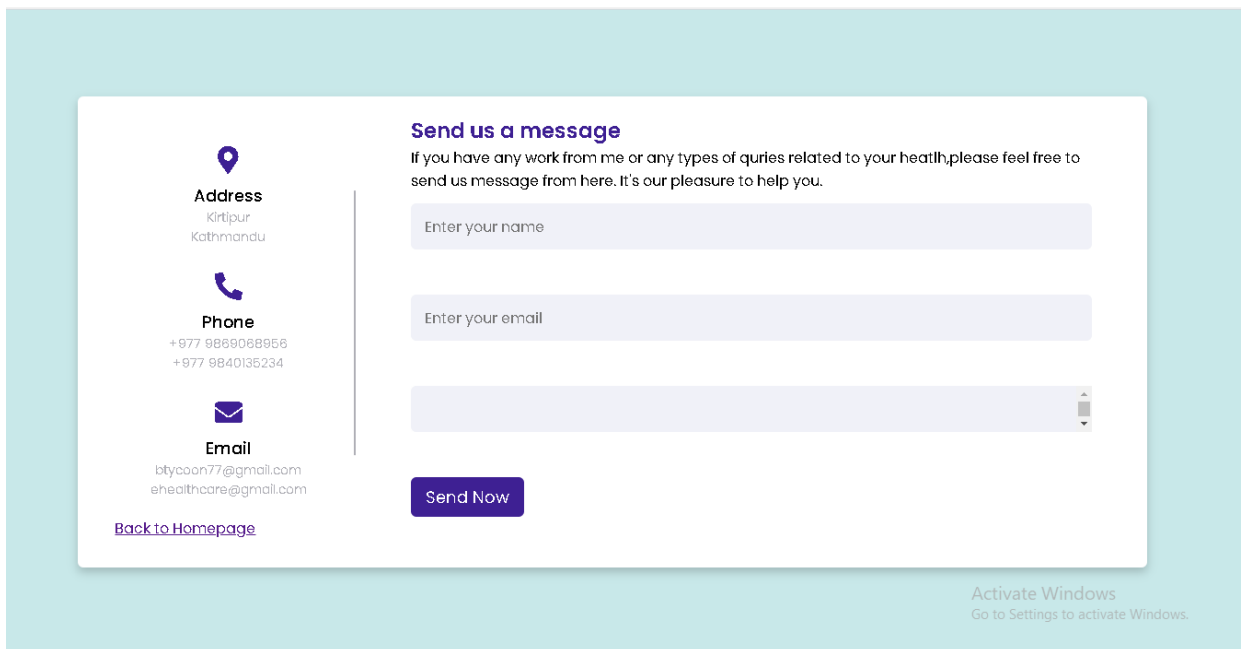 Address
Kirtipur
Kathmandu
Phone
+977 9869068956
+977 9840135234
Email
btycoon77@gmail.com
ehealthcare@gmail.com
Back to Homepage
Send us a message
If you have any work from me or any types of quries related to your heatlh,please feel free to
send us message from here. It's our pleasure to help you.
Enter your name
Enter your email
Send Now
Activate Windows
Go to Settings to activate Windows.